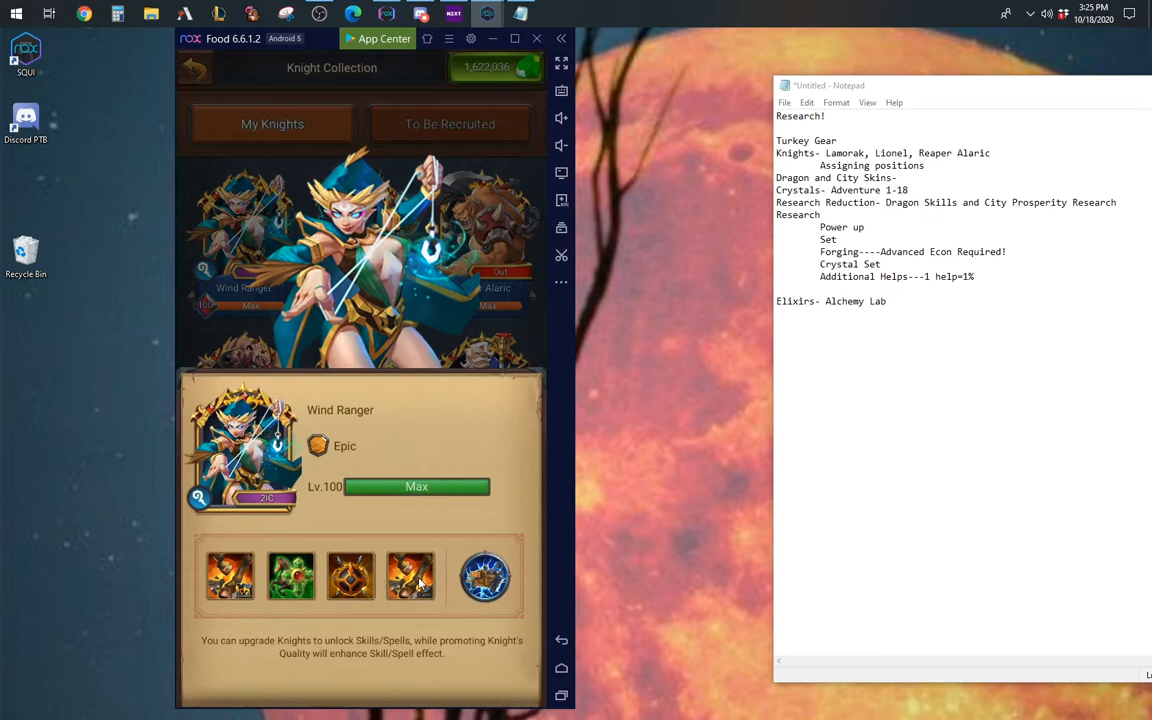 3:25 PM
10/18/2020
nox Food 6.6.1.2 Android 5
App Center
SQUI
Discord PTB
Recycle Bin
Knight Collection
1,622,036
My Knights
To Be Recruited
Wind Ranger
100
Max
Out
Alaric
Max
Wind Ranger
Epic
Lv.100
Max
2IC
You can upgrade Knights to unlock Skills/Spells, while promoting Knight's
Quality will enhance Skill/Spell effect.
*Untitled - Notepad
File Edit Format View Help
Research!
Turkey Gear
Knights- Lamorak, Lionel, Reaper Alaric
Assigning positions
Dragon and City Skins-
Crystals- Adventure 1-18
Research Reduction- Dragon Skills and City Prosperity Research
Research
Power up
Set
Forging----Advanced Econ Required!
Crystal Set
Additional Helps---1 help=1%
Elixirs- Alchemy Lab